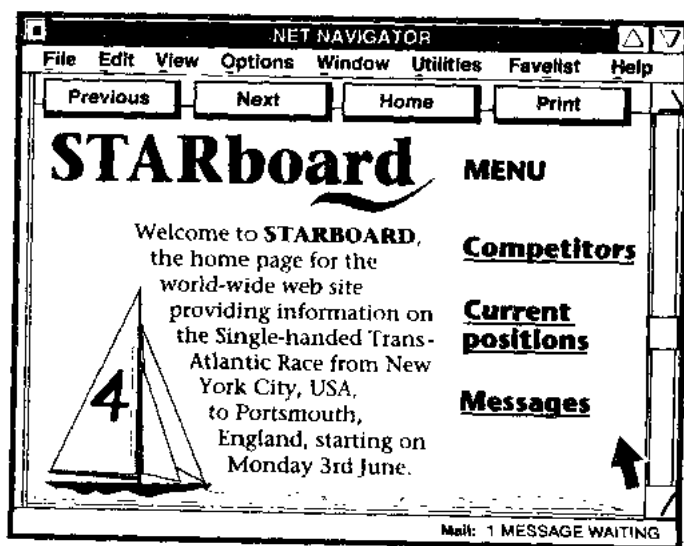 NET NAVIGATOR
File Edit View Options Window Utilities Favelist Help
Previous Next Home Print
STARboard
MENU
Welcome to STARBOARD,
the home page for the
world-wide web site
providing information on
the Single-handed Trans-
Atlantic Race from New
York City, USA,
to Portsmouth,
England, starting on
Monday 3rd June.
Competitors
Current
positions
Messages
4
Mail: 1 MESSAGE WAITING